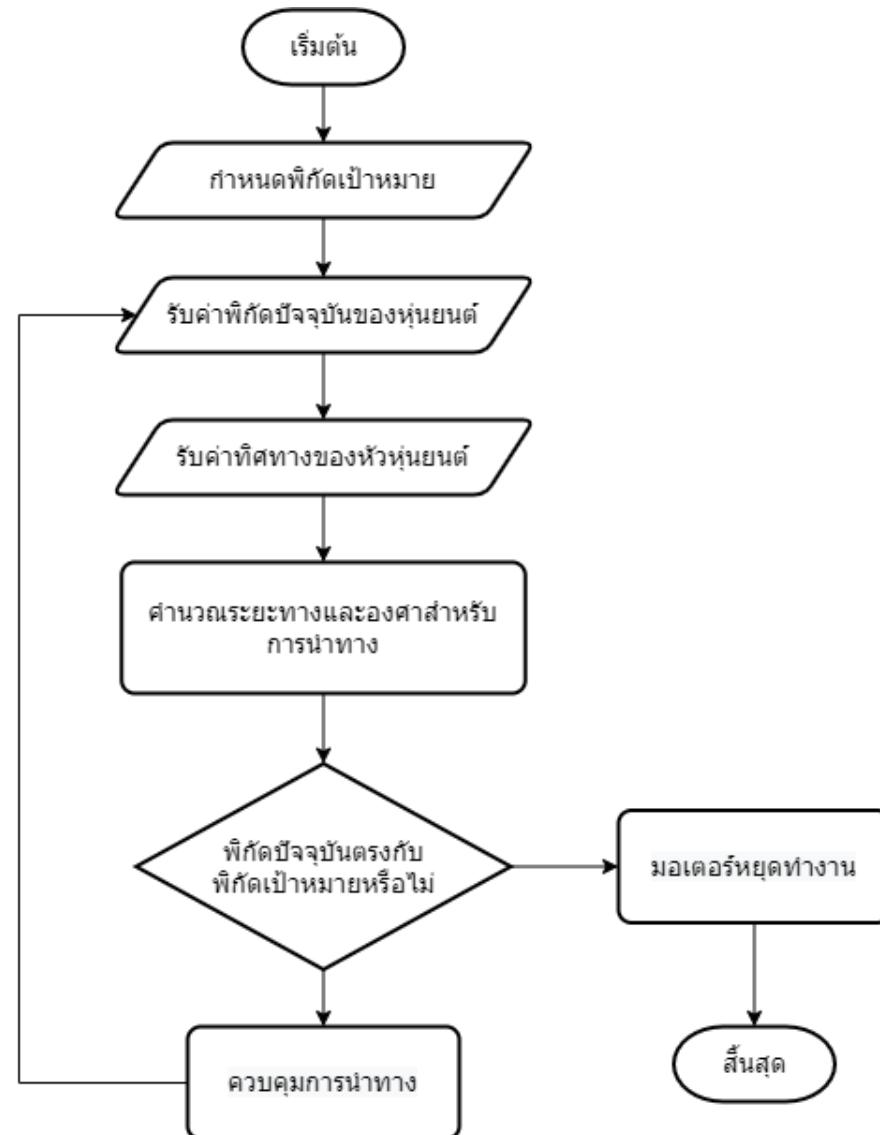 เริ่มต้น
กำหนดพิกัดเป้าหมาย
รับค่าพิกัดปัจจุบันของหุ่นยนต์
รับค่าทิศทางของหัวหุ่นยนต์
คำนวณระยะทางและองศาสำหรับ
การนำทาง
พิกัดปัจจุบันตรงกับ
พิกัดเป้าหมายหรือไม่
มอเตอร์หยุดทำงาน
ควบคุมการนำทาง
สิ้นสุด